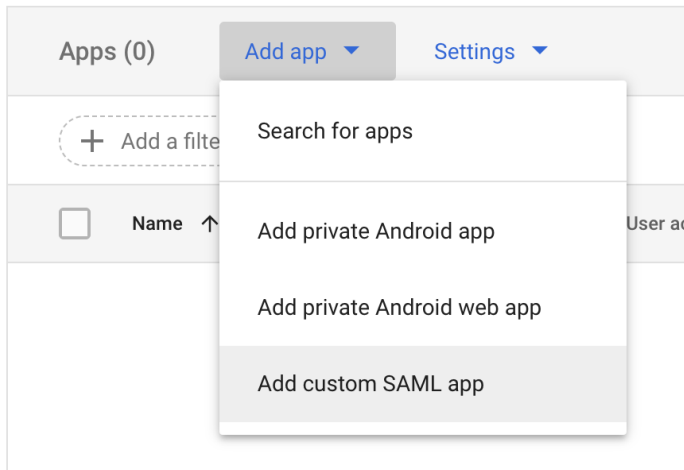 Apps (0) Add app Settings
Search for apps
Add a filte
Name User ac
Add private Android app
Add private Android web app
Add custom SAML app